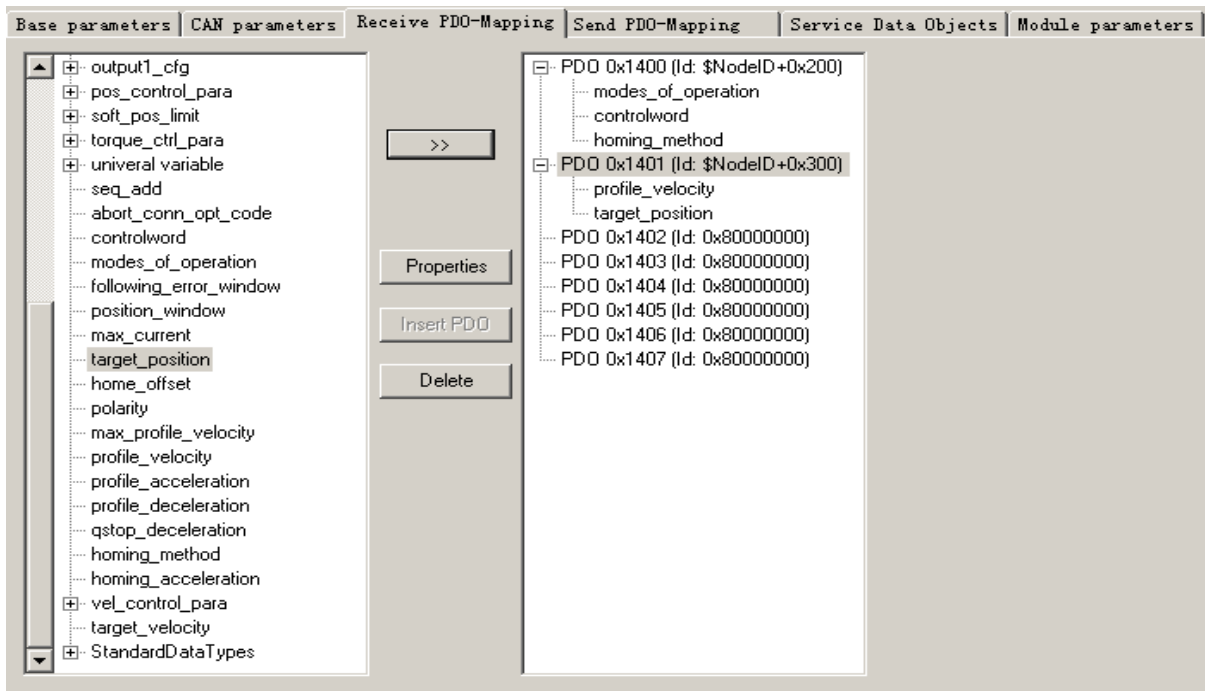 Base parameters CAN parameters Receive PDO-Mapping Send PDO-Mapping Service Data Objects Module parameters
output1_cfg
pos_control_para
soft_pos_limit
torque_ctrl_para
univeral variable
seq_add
abort_conn_opt_code
controlword
modes_of_operation
following_error_window
position_window
max_current
target_position
home_offset
polarity
max_profile_velocity
profile_velocity
profile_acceleration
profile_deceleration
qstop_deceleration
homing_method
homing_acceleration
vel_control_para
target_velocity
StandardDataTypes
>>
Properties
Insert PDO
Delete
PDO 0x1400 (Id: $NodeID+0x200)
modes_of_operation
controlword
homing_method
PDO 0x1401 (Id: $NodeID+0x300)
profile_velocity
target_position
PDO 0x1402 (Id: 0x80000000)
PDO 0x1403 (Id: 0x80000000)
PDO 0x1404 (Id: 0x80000000)
PDO 0x1405 (Id: 0x80000000)
PDO 0x1406 (Id: 0x80000000)
PDO 0x1407 (Id: 0x80000000)